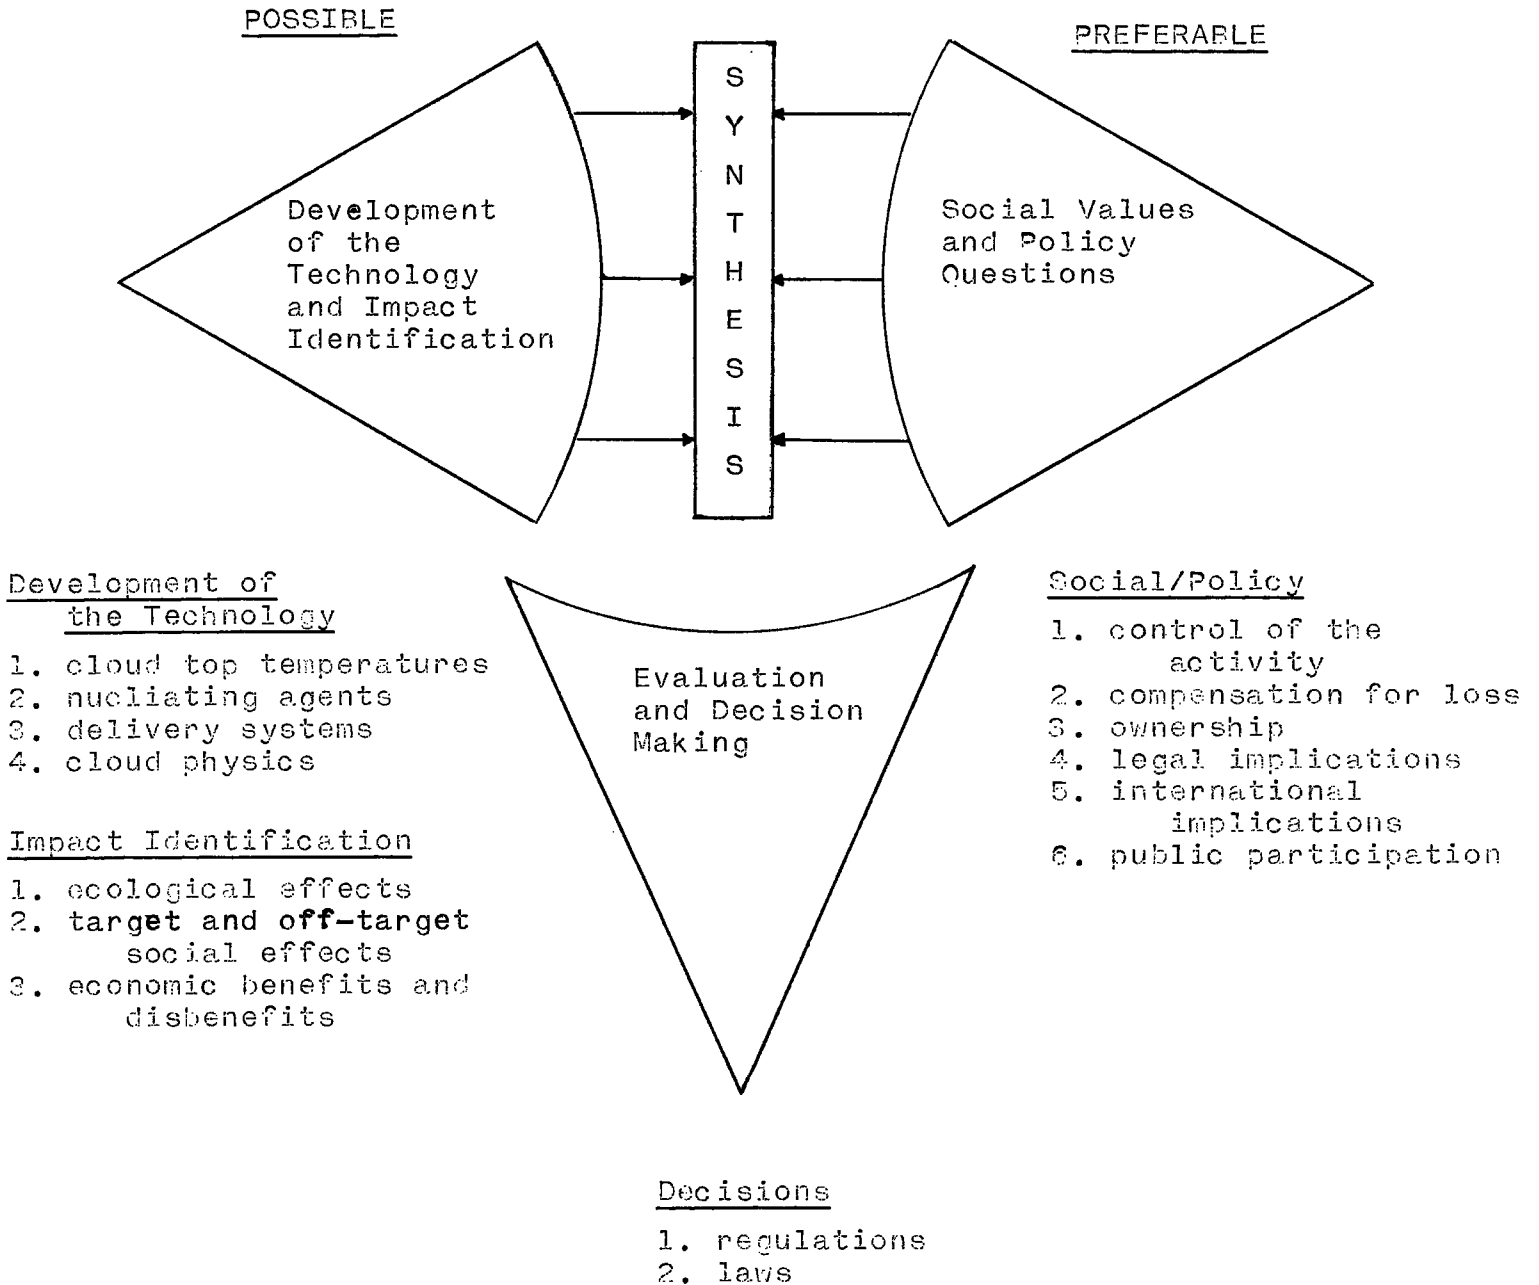 POSSIBLE
PREFERABLE
S
Y
N
T
H
E
S
I
S
Development
of the
Technology
and Impact
Identification
Social Values
and Policy
Questions
Development of
the Technology
1. cloud top temperatures
2. nucliating agents
3. delivery systems
4. cloud physics
Impact Identification
1. ecological effects
2. target and off-target
social effects
3. economic benefits and
disbenefits
Evaluation
and Decision
Making
Social/Policy
1. control of the
activity
2. compensation for loss
3. ownership
4. legal implications
5. international
implications
6. public participation
Decisions
1. regulations
2. laws